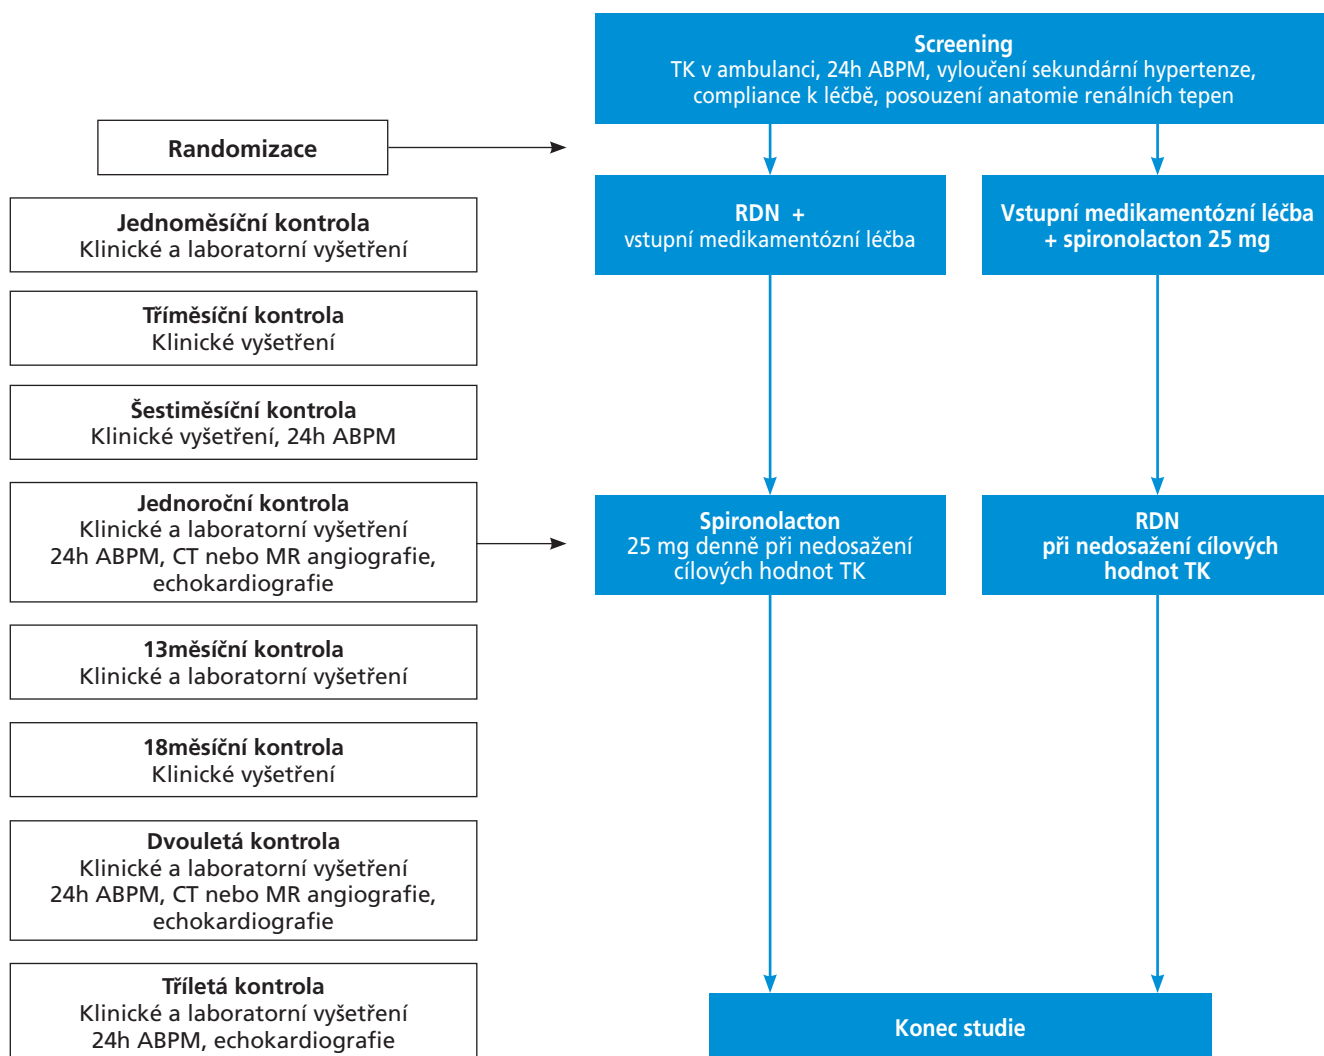 Screening
TK v ambulanci, 24h ABPM, vyloučení sekundární hypertenze,
compliance k léčbě, posouzení anatomie renálních tepen
Randomizace
RDN +
vstupní medikamentózní léčba
Vstupní medikamentózní léčba
+ spironolacton 25 mg
Jednoměsíční kontrola
Klinické a laboratorní vyšetření
Tříměsíční kontrola
Klinické vyšetření
Šestiměsíční kontrola
Klinické vyšetření, 24h ABPM
Jednoroční kontrola
Klinické a laboratorní vyšetření
24h ABPM, CT nebo MR angiografie,
echokardiografie
Spironolacton
25 mg denně při nedosažení
cílových hodnot TK
RDN
při nedosažení cílových
hodnot TK
13měsíční kontrola
Klinické a laboratorní vyšetření
18měsíční kontrola
Klinické vyšetření
Dvouletá kontrola
Klinické a laboratorní vyšetření
24h ABPM, CT nebo MR angiografie,
echokardiografie
Tříletá kontrola
Klinické a laboratorní vyšetření
24h ABPM, echokardiografie
Konec studie